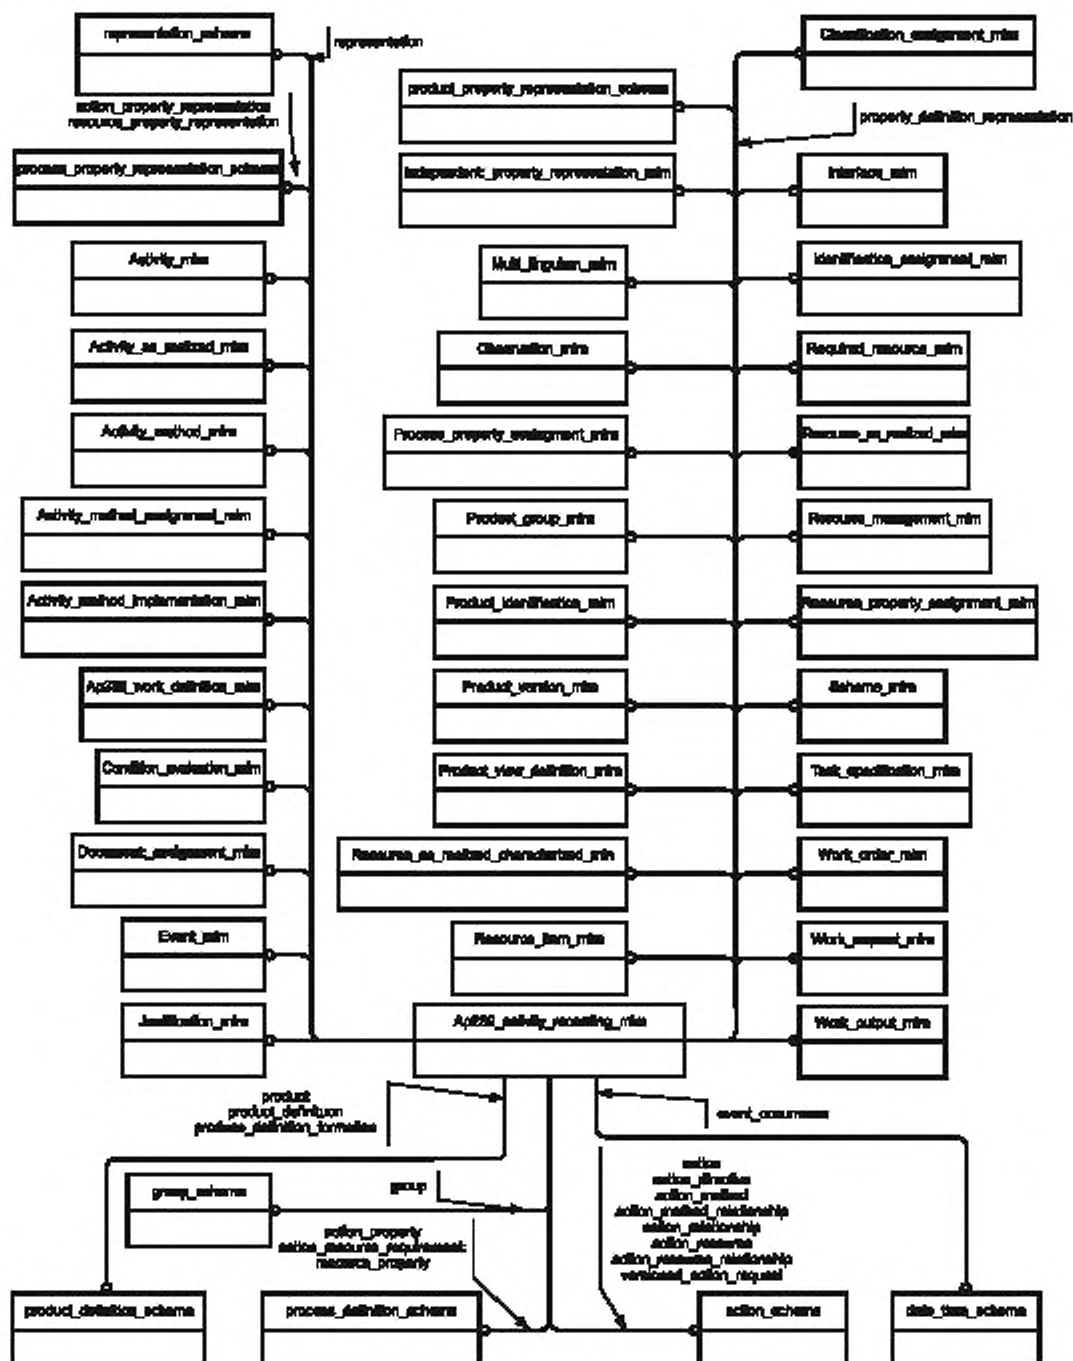 representation_schema
representation
Classification_assignment_mim
product_property_representation_schema
action_property_representation
resource_property_representation
property_definition_representation
process_property_representation_schema
Independent_property_representation_mim
Interface_mim
Activity_mim
Multi_linguism_mim
Identification_assignment_mim
Activity_as_realized_mim
Observation_mim
Required_resource_mim
Activity_method_mim
Process_property_assignment_mim
Resource_as_realized_mim
Activity_method_assignment_mim
Product_group_mim
Resource_management_mim
Activity_method_implementation_mim
Product_identification_mim
Resource_property_assignment_mim
Ap239_work_definition_mim
Product_version_mim
Scheme_mim
Condition_evaluation_mim
Product_view_definition_mim
Task_specification_mim
Document_assignment_mim
Resource_as_realized_characterized_mim
Work_order_mim
Event_mim
Resource_item_mim
Work_request_mim
Justification_mim
Ap239_activity_recording_mim
Work_output_mim
product
product_definition
product_definition_formation
event_occurrence
group_schema
group
action
action_directive
action_method
action_method_relationship
action_relationship
action_resource
action_resource_relationship
versioned_action_request
action_property
action_resource_requirement
resource_property
product_definition_schema
process_definition_schema
action_schema
date_time_schema